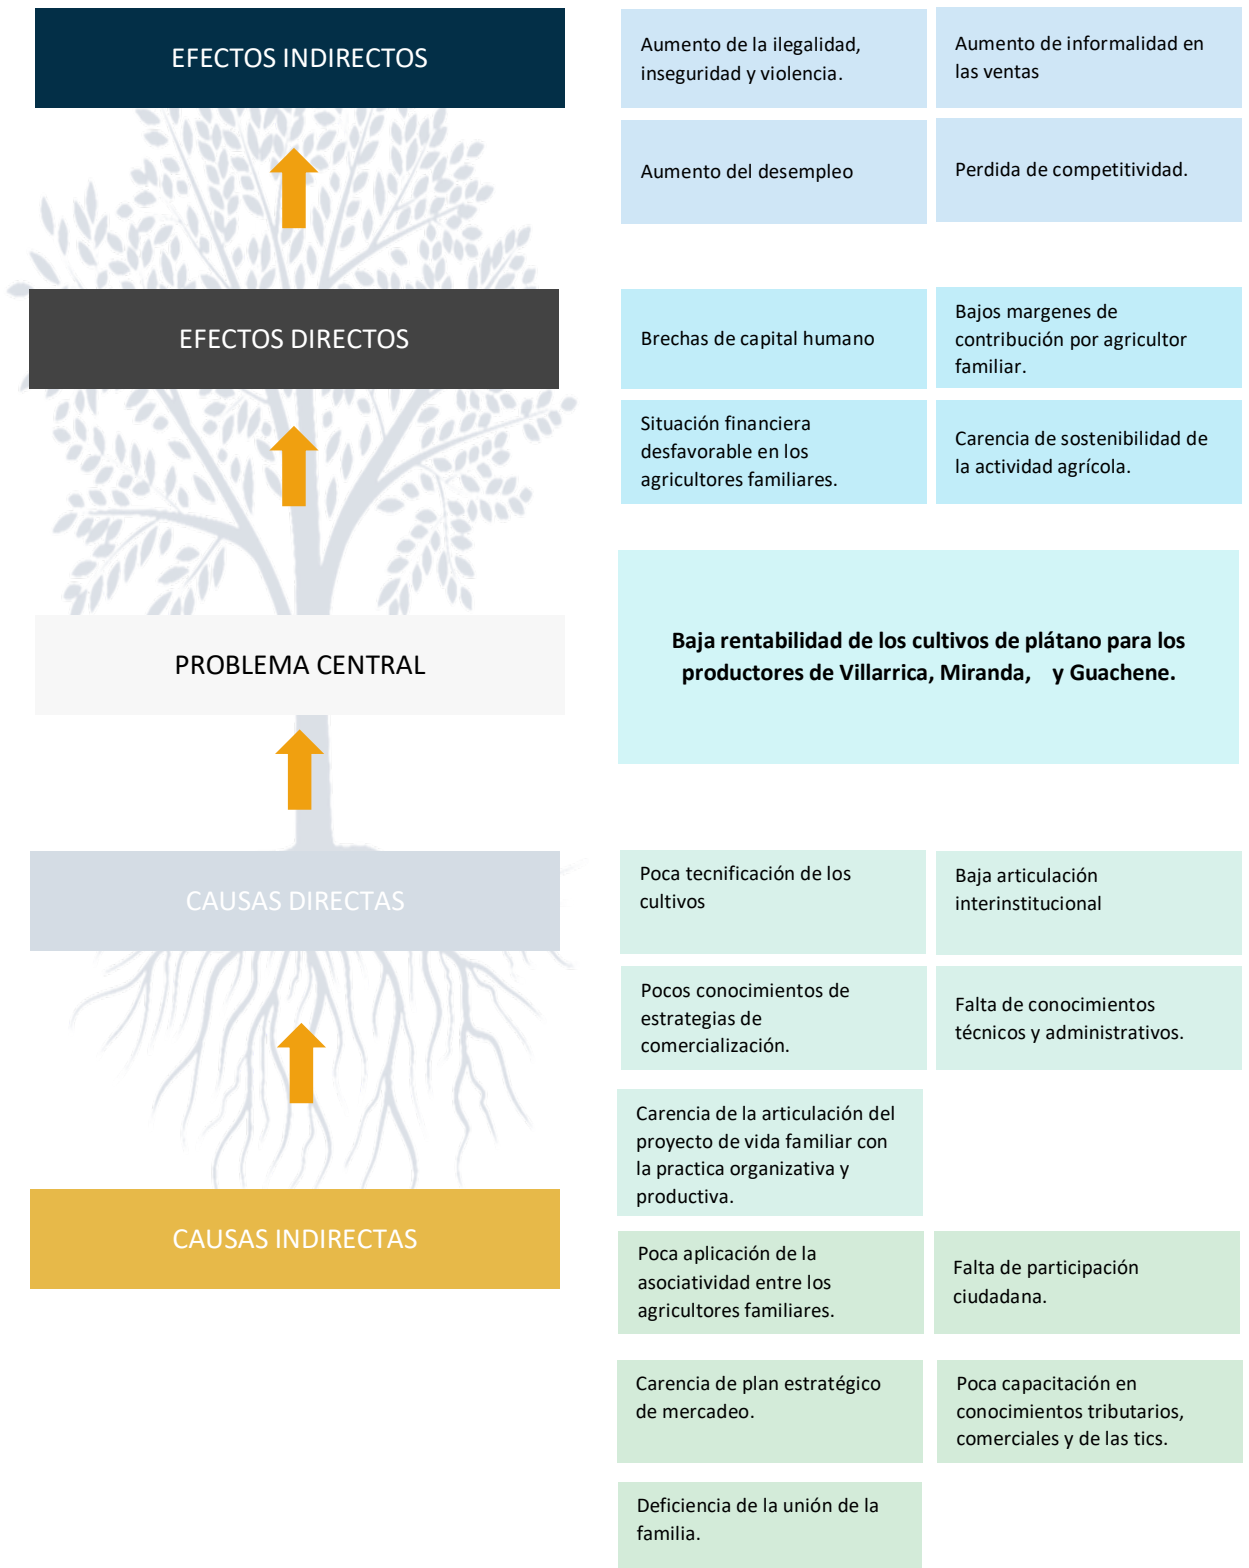 EFECTOS INDIRECTOS
Aumento de la ilegalidad,
inseguridad y violencia.
Aumento de informalidad en
las ventas
Aumento del desempleo
Perdida de competitividad.
EFECTOS DIRECTOS
Brechas de capital humano
Bajos margenes de
contribución por agricultor
familiar.
Situación financiera
desfavorable en los
agricultores familiares.
Carencia de sostenibilidad de
la actividad agrícola.
PROBLEMA CENTRAL
Baja rentabilidad de los cultivos de plátano para los
productores de Villarrica, Miranda, y Guachene.
CAUSAS DIRECTAS
Poca tecnificación de los
cultivos
Baja articulación
interinstitucional
Pocos conocimientos de
estrategias de
comercialización.
Falta de conocimientos
técnicos y administrativos.
Carencia de la articulación del
proyecto de vida familiar con
la practica organizativa y
productiva.
CAUSAS INDIRECTAS
Poca aplicación de la
asociatividad entre los
agricultores familiares.
Falta de participación
ciudadana.
Carencia de plan estratégico
de mercadeo.
Poca capacitación en
conocimientos tributarios,
comerciales y de las tics.
Deficiencia de la unión de la
familia.